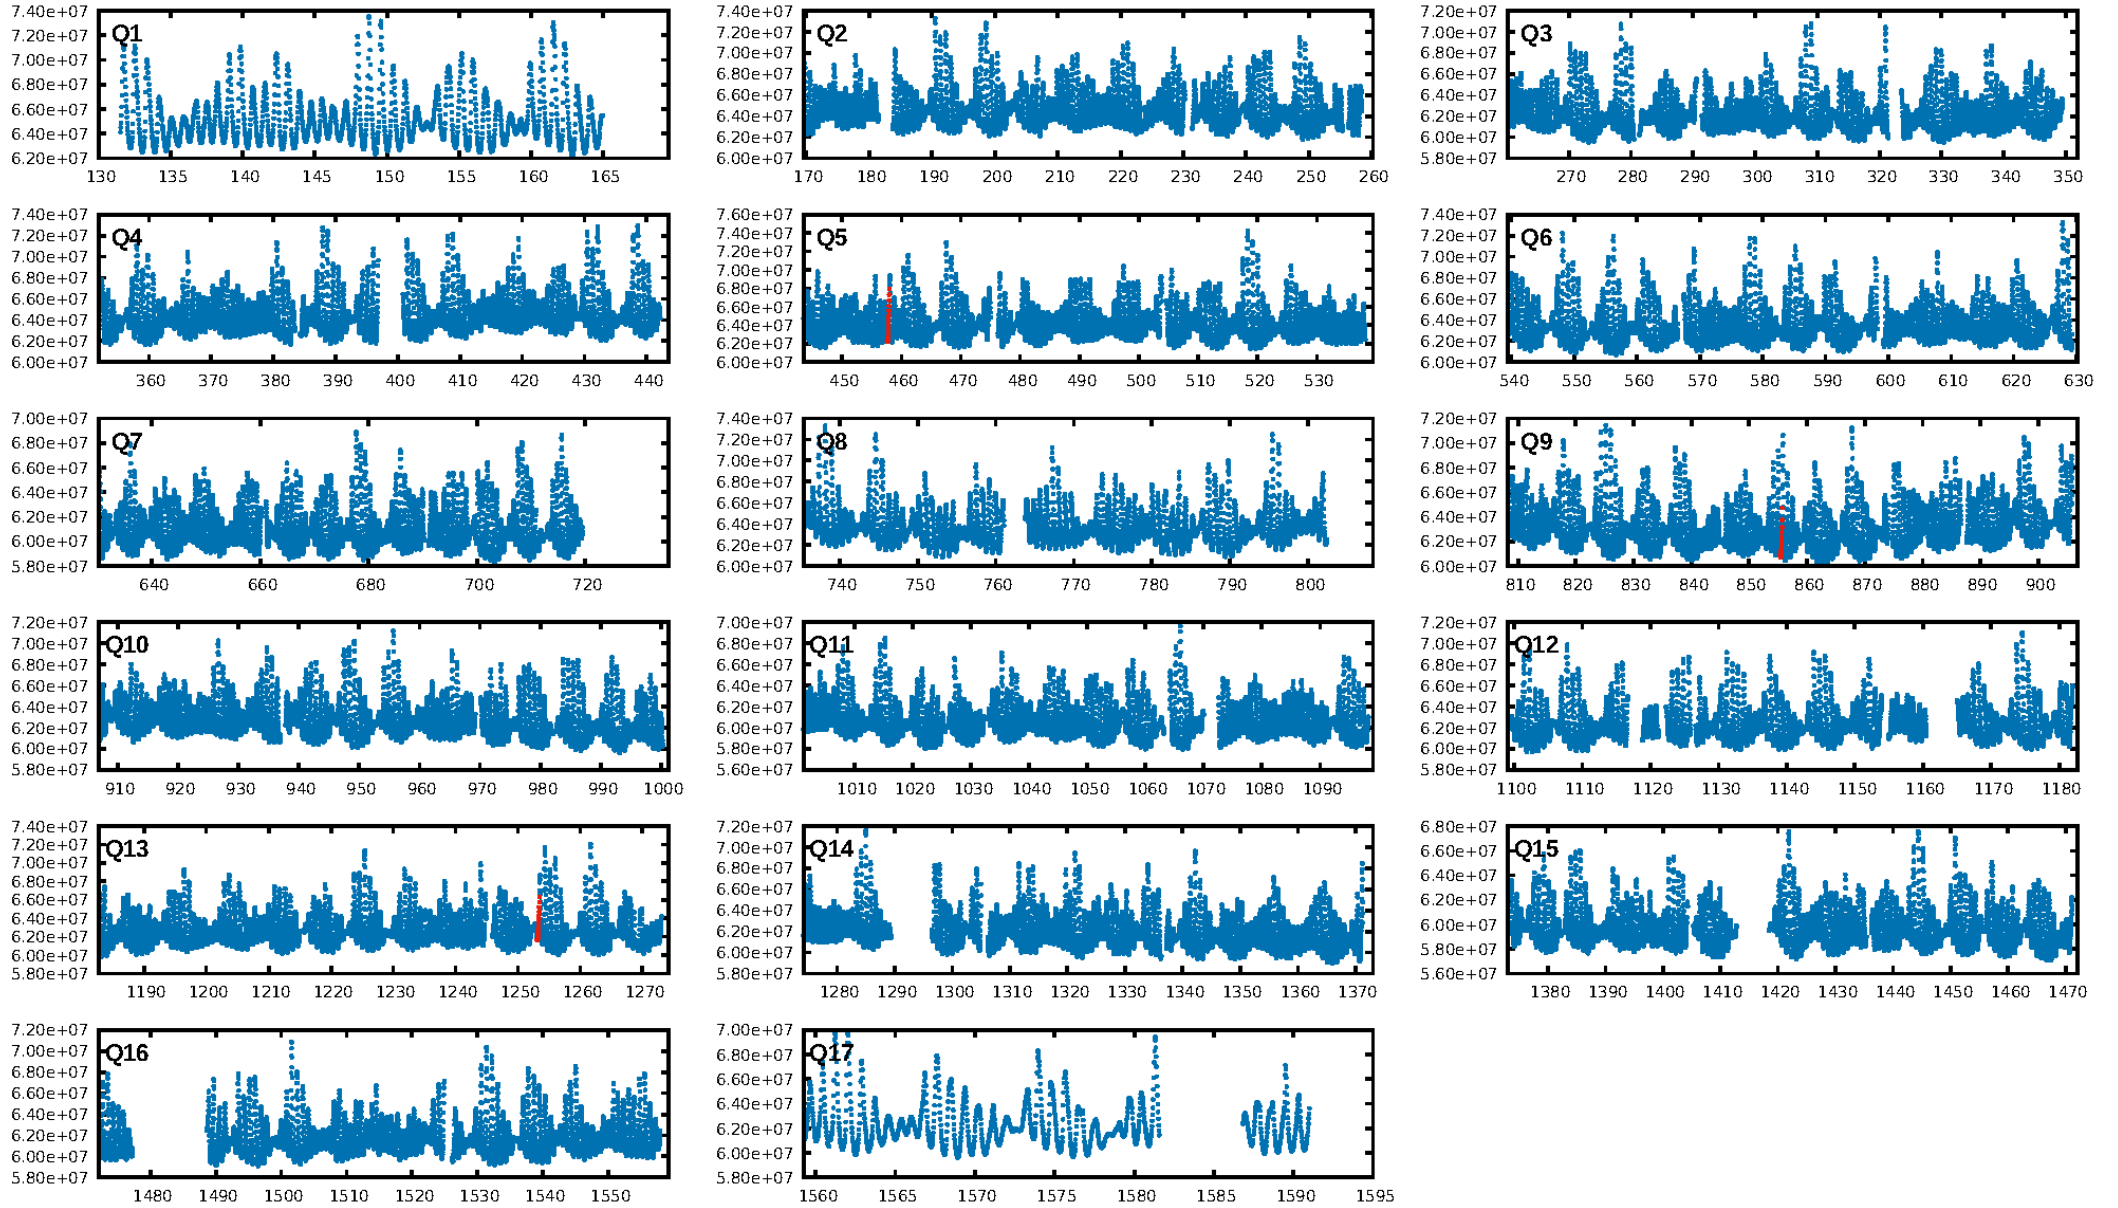 7.40e+07 7.20e+07 7.00e+07 6.80e+07 6.60e+07 6.40e+07 6.20e+07
Q1
130 135 140 145 150 155 160 165
7.40e+07 7.20e+07 7.00e+07 6.80e+07 6.60e+07 6.40e+07 6.20e+07 6.00e+07
Q2
170 180 190 200 210 220 230 240 250 260
7.20e+07 7.00e+07 6.80e+07 6.60e+07 6.40e+07 6.20e+07 6.00e+07 5.80e+07
Q3
270 280 290 300 310 320 330 340 350
7.40e+07 7.20e+07 7.00e+07 6.80e+07 6.60e+07 6.40e+07 6.20e+07 6.00e+07
Q4
360 370 380 390 400 410 420 430 440
7.60e+07 7.40e+07 7.20e+07 7.00e+07 6.80e+07 6.60e+07 6.40e+07 6.20e+07 6.00e+07
Q5
450 460 470 480 490 500 510 520 530
7.40e+07 7.20e+07 7.00e+07 6.80e+07 6.60e+07 6.40e+07 6.20e+07 6.00e+07
Q6
540 550 560 570 580 590 600 610 620 630
7.00e+07 6.80e+07 6.60e+07 6.40e+07 6.20e+07 6.00e+07 5.80e+07
Q7
640 660 680 700 720
7.40e+07 7.20e+07 7.00e+07 6.80e+07 6.60e+07 6.40e+07 6.20e+07 6.00e+07
Q8
740 750 760 770 780 790 800
7.20e+07 7.00e+07 6.80e+07 6.60e+07 6.40e+07 6.20e+07 6.00e+07
Q9
810 820 830 840 850 860 870 880 890 900
7.20e+07 7.00e+07 6.80e+07 6.60e+07 6.40e+07 6.20e+07 6.00e+07 5.80e+07
Q10
910 920 930 940 950 960 970 980 990 1000
7.00e+07 6.80e+07 6.60e+07 6.40e+07 6.20e+07 6.00e+07 5.80e+07 5.60e+07
Q11
1010 1020 1030 1040 1050 1060 1070 1080 1090
7.20e+07 7.00e+07 6.80e+07 6.60e+07 6.40e+07 6.20e+07 6.00e+07 5.80e+07
Q12
1100 1110 1120 1130 1140 1150 1160 1170 1180
7.40e+07 7.20e+07 7.00e+07 6.80e+07 6.60e+07 6.40e+07 6.20e+07 6.00e+07 5.80e+07
Q13
1190 1200 1210 1220 1230 1240 1250 1260 1270
7.20e+07 7.00e+07 6.80e+07 6.60e+07 6.40e+07 6.20e+07 6.00e+07 5.80e+07
Q14
1280 1290 1300 1310 1320 1330 1340 1350 1360 1370
6.80e+07 6.60e+07 6.40e+07 6.20e+07 6.00e+07 5.80e+07 5.60e+07
Q15
1380 1390 1400 1410 1420 1430 1440 1450 1460 1470
7.20e+07 7.00e+07 6.80e+07 6.60e+07 6.40e+07 6.20e+07 6.00e+07 5.80e+07
Q16
1480 1490 1500 1510 1520 1530 1540 1550
7.00e+07 6.80e+07 6.60e+07 6.40e+07 6.20e+07 6.00e+07 5.80e+07
Q17
1560 1565 1570 1575 1580 1585 1590 1595